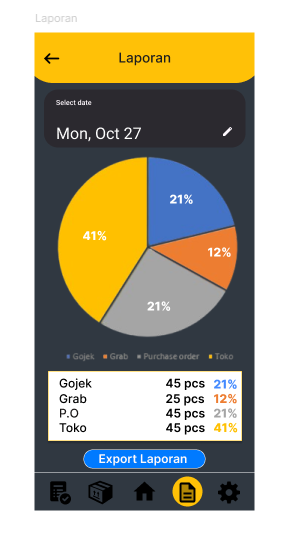 Laporan
Laporan
Select date
Mon, Oct 27
21%
41%
12%
21%
Gojek Grab Purchase order Toko
Gojek 45 pcs 21%
Grab 25 pcs 12%
P.O 45 pcs 21%
Toko 45 pcs 41%
Export Laporan